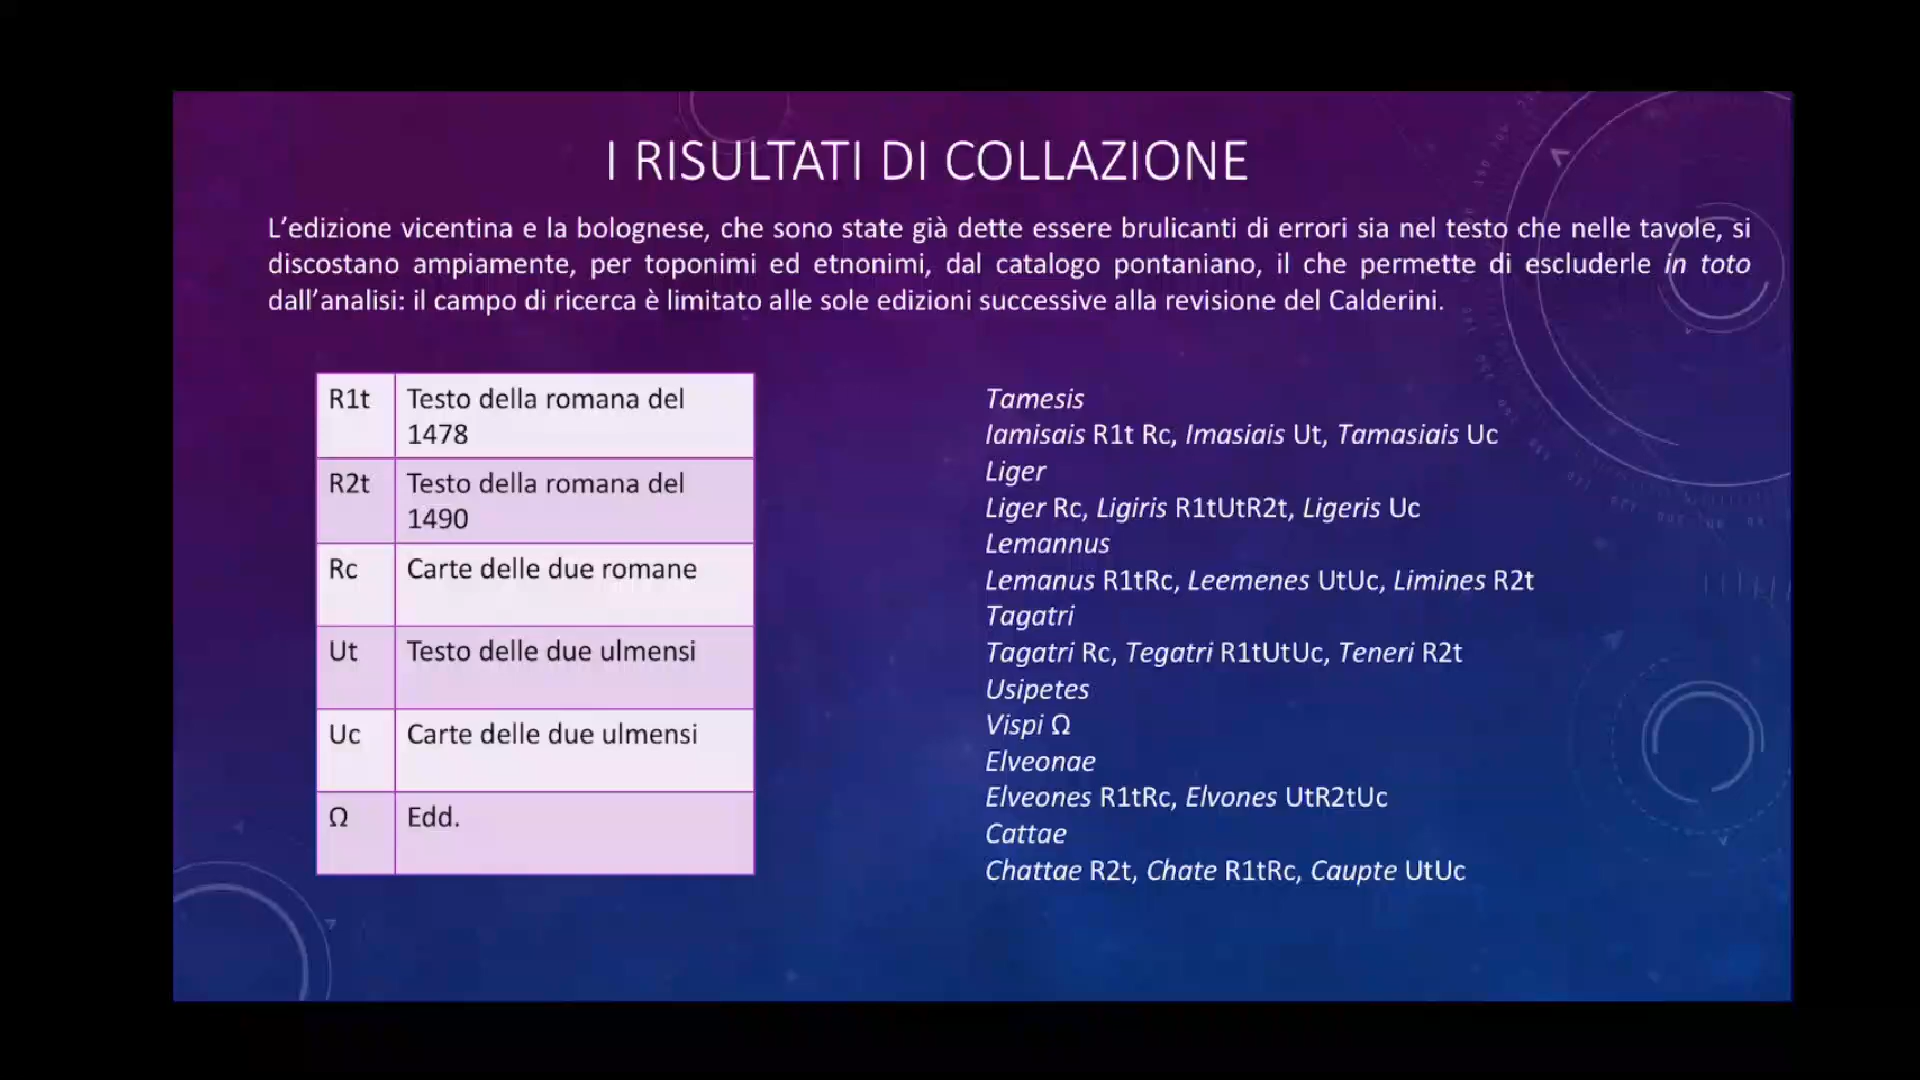 I RISULTATI DI COLLAZIONE
L’edizione vicentina e la bolognese, che sono state già dette essere brulicanti di errori sia nel testo che nelle tavole, si
discostano ampiamente, per toponimi ed etnonimi, dal catalogo pontaniano, il che permette di escluderle in toto
dall’analisi: il campo di ricerca è limitato alle sole edizioni successive alla revisione del Calderini.
R1t Testo della romana del
1478
R2t Testo della romana del
1490
Rc Carte delle due romane
Ut Testo delle due ulmensi
Uc Carte delle due ulmensi
Ω Edd.
Tamesis
Iamisais R1t Rc, Imasiais Ut, Tamasiais Uc
Liger
Liger Rc, Ligiris R1tUtR2t, Ligeris Uc
Lemannus
Lemanus R1tRc, Leemenes UtUc, Limines R2t
Tagatri
Tagatri Rc, Tegatri R1tUtUc, Teneri R2t
Usipetes
Vispi Ω
Elveonae
Elveones R1tRc, Elvones UtR2tUc
Cattae
Chattae R2t, Chate R1tRc, Caupte UtUc